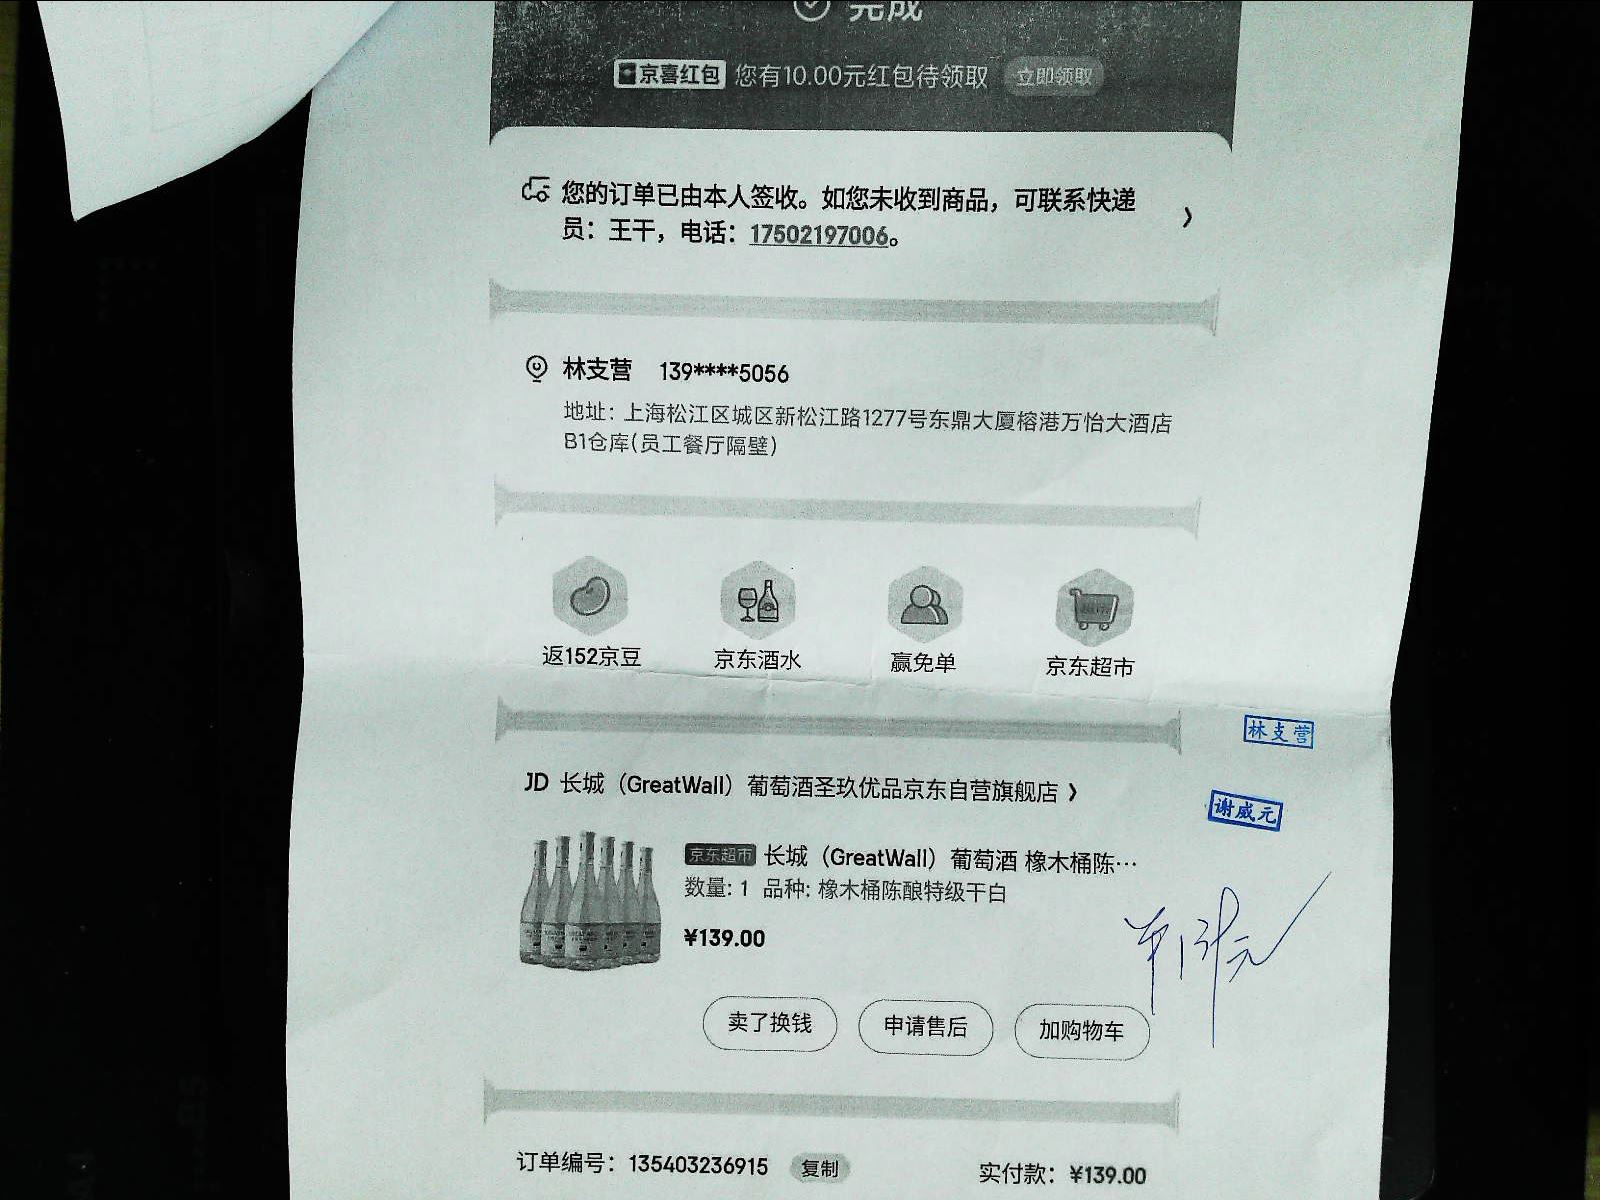 完成
京喜红包 您有10.00元红包待领取 立即领取
您的订单已由本人签收。如您未收到商品，可联系快递
员：王干，电话：17502197006。
林支营 139****5056
地址：上海松江区城区新松江路1277号东鼎大厦榕港万怡大酒店
B1仓库(员工餐厅隔壁)
返152京豆 京东酒水 赢免单 京东超市
林支营
JD 长城（GreatWall）葡萄酒圣玖优品京东自营旗舰店
谢威元
京东超市 长城（GreatWall）葡萄酒 橡木桶陈…
数量: 1 品种: 橡木桶陈酿特级干白
¥139.00
卖了换钱 申请售后 加购物车
订单编号：135403236915 复制 实付款：¥139.00